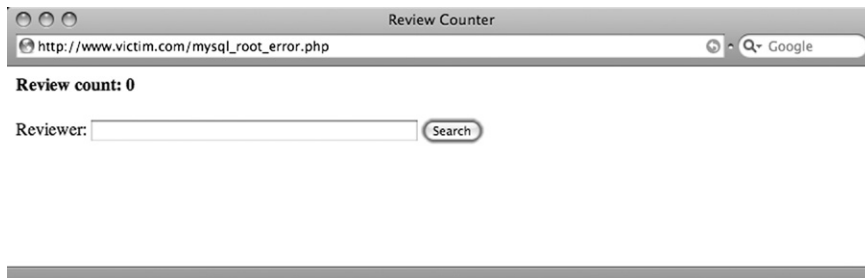 Review Counter
http://www.victim.com/mysql_root_error.php
Google
Review count: 0
Reviewer:
Search